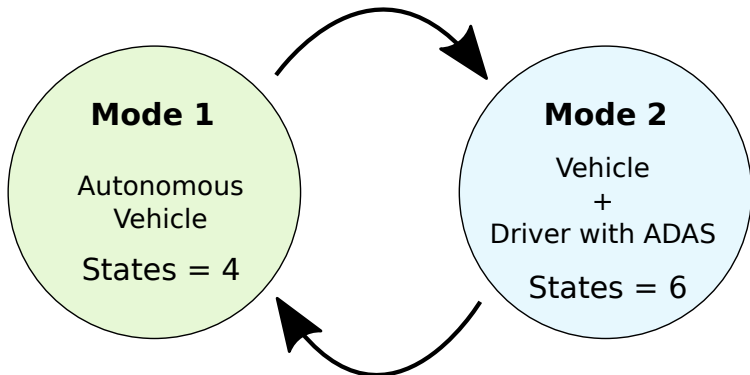 Mode 1
Autonomous
Vehicle
States = 4
Mode 2
Vehicle
+
Driver with ADAS
States = 6